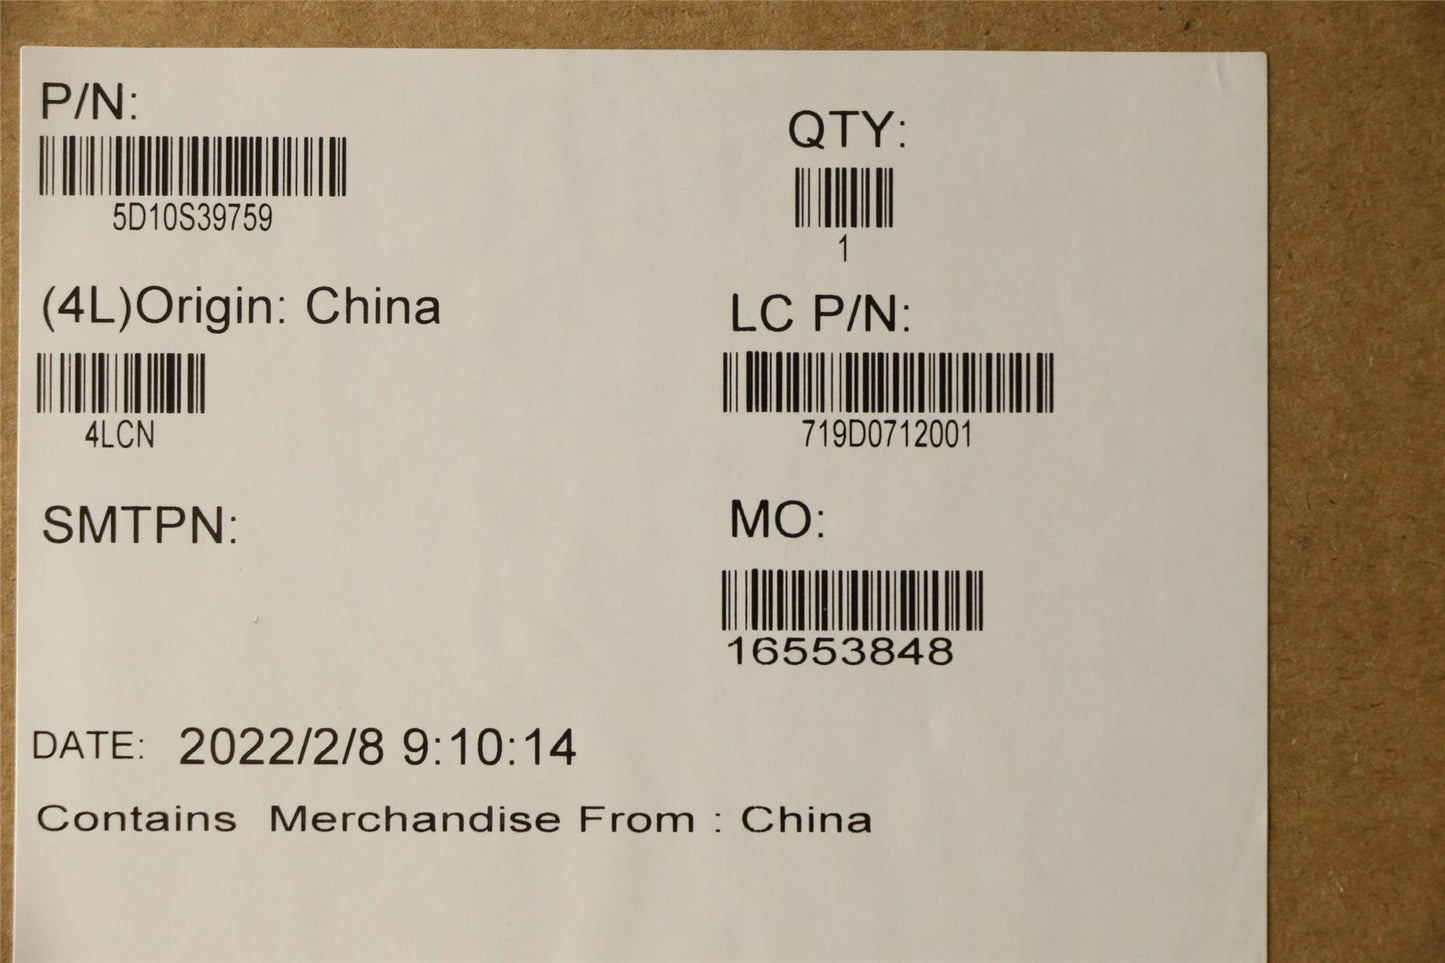 P/N:
5D10S39759
QTY:
1
(4L)Origin: China
4LCN
LC P/N:
719D0712001
SMTPN:
MO:
16553848
DATE: 2022/2/8 9:10:14
Contains Merchandise From : China